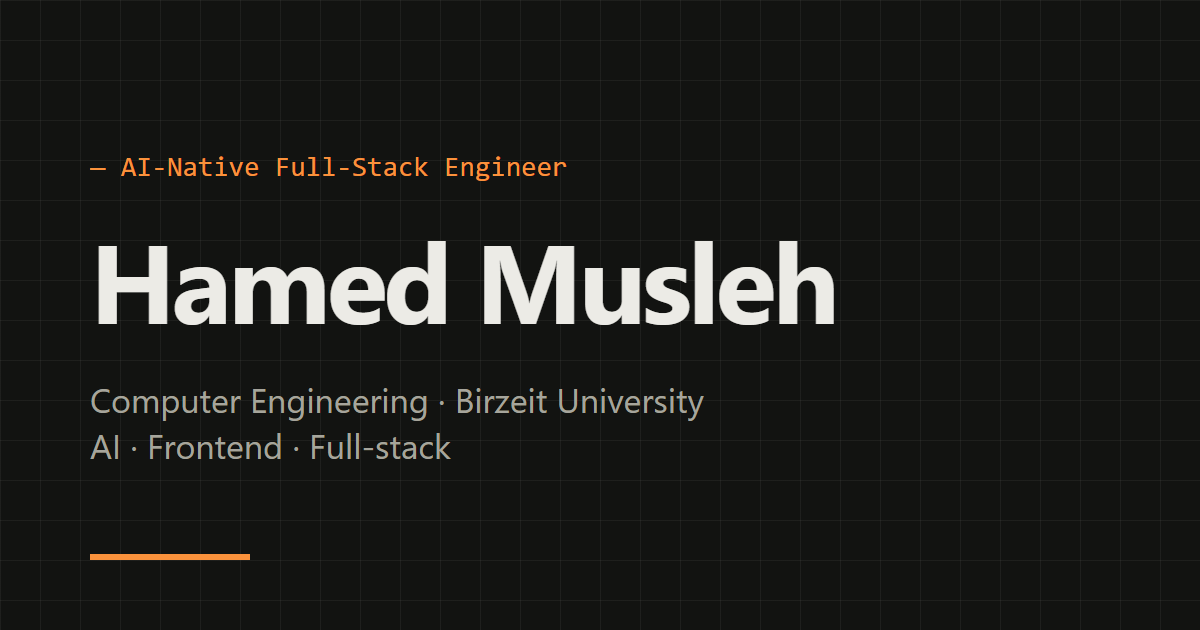 — AI-Native Full-Stack Engineer
Hamed Musleh
Computer Engineering · Birzeit University
AI · Frontend · Full-stack